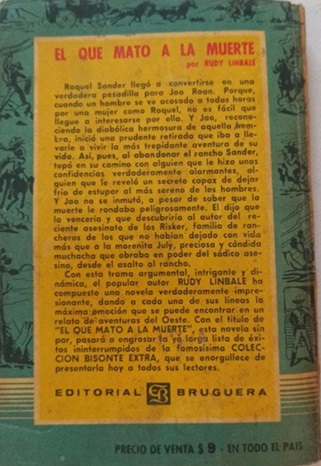 EL QUE MATO A LA MUERTE
por RUDY LINBALE
Raquel Sander llegó a convertirse en una
verdadera pesadilla para Joo Roan. Porque,
cuando un hombre se ve acosado a todas horas
por una mujer como Raquel, no es fácil que
llegue a interesarse por ella. Y Joo, recono-
ciendo la diabólica hermosura de aquella hem-
bra, inició una prudente retirada que iba a lle-
varle a vivir la más trepidante aventura de su
vida. Así, pues, al abandonar el rancho Sander,
topó en su camino con alguien que le hizo unas
confidencias verdaderamente alarmantes, al-
guien que le reveló un secreto capaz de dejar
frío de estupor al más sereno de los hombres.
Y Joo no se inmutó, a pesar de saber que la
muerte le rondaba peligrosamente. El dijo que
la vencería y que descubriría al autor del re-
ciente asesinato de los Risker, familia de ran-
cheros de los que no habían dejado con vida
más que a la morenita July, preciosa y cándida
muchacha que obraba en poder del sádico ase-
sino, desde el asalto al rancho.
Con esta trama argumental, intrigante y di-
námica, el popular autor RUDY LINBALE ha
compuesto una novela verdaderamente impre-
sionante, dando a cada una de sus líneas la
máxima emoción que se puede encontrar en un
relato de aventuras del Oeste. Con el título de
"EL QUE MATO A LA MUERTE", esta novela sin
par, pasará a engrosar la ya larga lista de éxi-
tos ininterrumpidos de la famosísima COLEC-
CION BISONTE EXTRA, que se enorgullece de
presentarla hoy a todos sus lectores.
EDITORIAL B BRUGUERA
PRECIO DE VENTA $ 9 - EN TODO EL PAIS